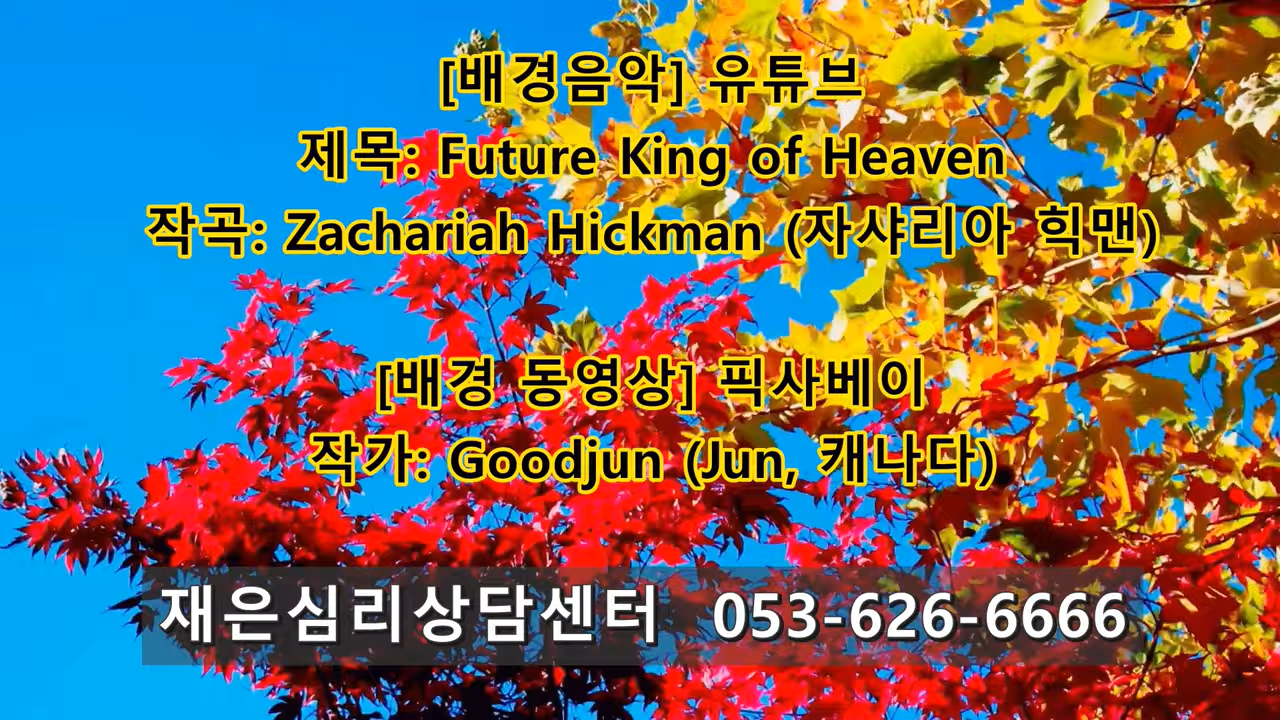 [배경음악] 유튜브
제목: Future King of Heaven
작곡: Zachariah Hickman (자샤리아 힉맨)
[배경 동영상] 픽사베이
작가: Goodjun (Jun, 캐나다)
재은심리상담센터 053-626-6666